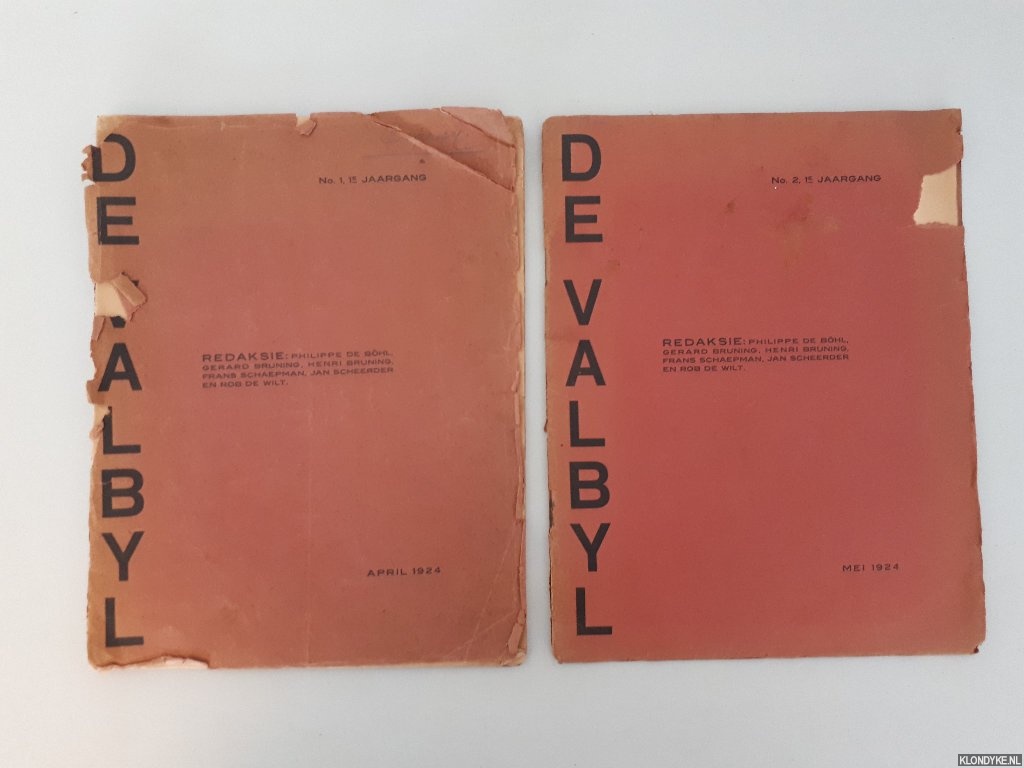 DE VALBYL
No. 1, 1E JAARGANG
REDAKSIE: PHILIPPE DE BÖHL,
GERARD BRUNING, HENRI BRUNING,
FRANS SCHAEPMAN, JAN SCHEERDER
EN ROB DE WILT.
APRIL 1924
DE VALBYL
No. 2, 1E JAARGANG
REDAKSIE: PHILIPPE DE BÖHL,
GERARD BRUNING, HENRI BRUNING,
FRANS SCHAEPMAN, JAN SCHEERDER
EN ROB DE WILT.
MEI 1924
KLONDYKE.NL